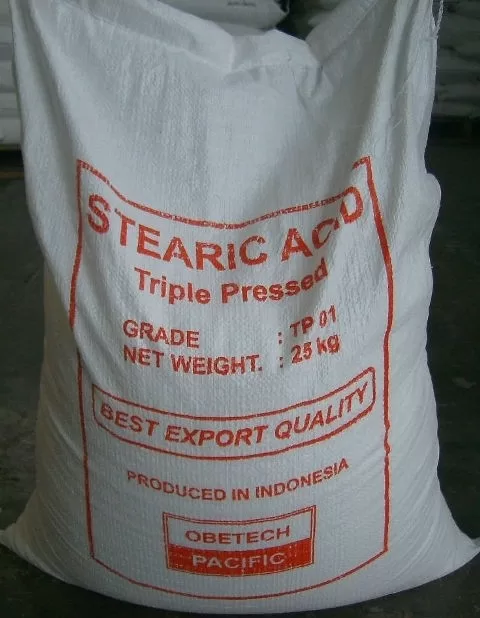 STEARIC ACID
Triple Pressed
GRADE : TP 01
NET WEIGHT. : 25 kg
BEST EXPORT QUALITY
PRODUCED IN INDONESIA
OBETECH
PACIFIC